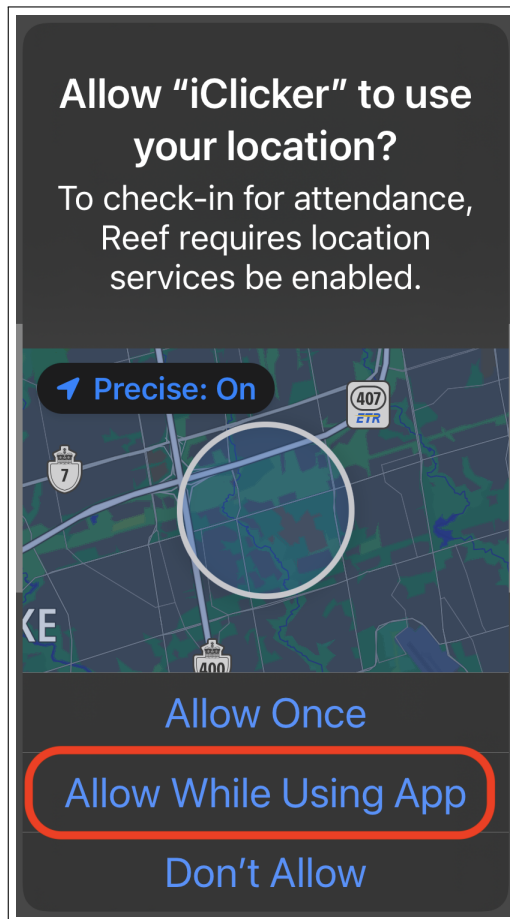 Allow “iClicker” to use
your location?
To check-in for attendance,
Reef requires location
services be enabled.
Precise: On
407
ETR
7
KE
400
Allow Once
Allow While Using App
Don’t Allow